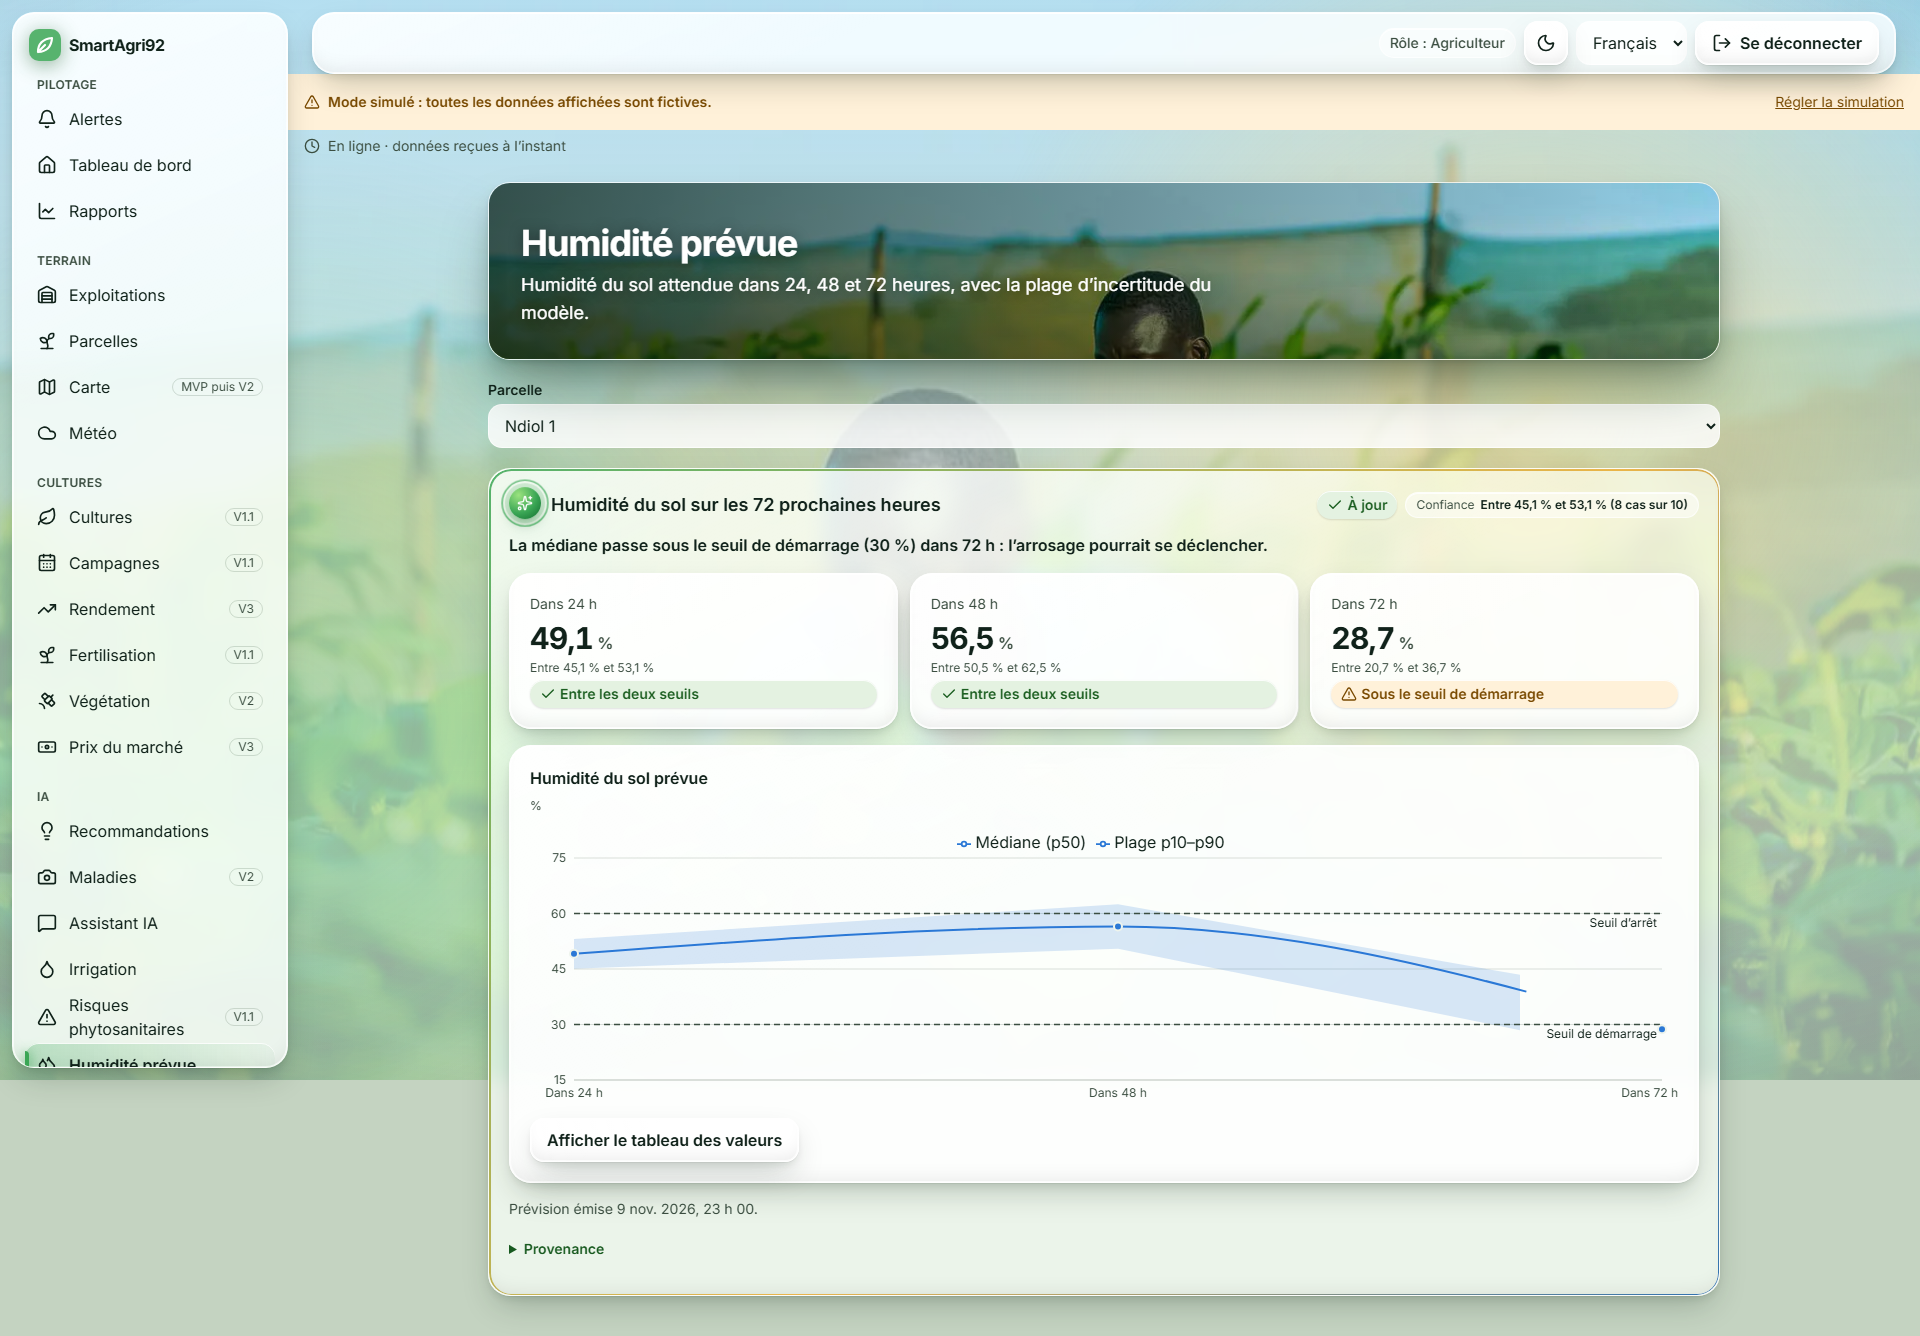 SmartAgri92
PILOTAGE
Alertes
Tableau de bord
Rapports
TERRAIN
Exploitations
Parcelles
Carte MVP puis V2
Météo
CULTURES
Cultures V1.1
Campagnes V1.1
Rendement V3
Fertilisation V1.1
Végétation V2
Prix du marché V3
IA
Recommandations
Maladies V2
Assistant IA
Irrigation
Risques
phytosanitaires V1.1
Humidité prévue
Rôle : Agriculteur Français Se déconnecter
Mode simulé : toutes les données affichées sont fictives. Régler la simulation
En ligne · données reçues à l’instant
Humidité prévue
Humidité du sol attendue dans 24, 48 et 72 heures, avec la plage d’incertitude du
modèle.
Parcelle
Ndiol 1
Humidité du sol sur les 72 prochaines heures À jour Confiance Entre 45,1 % et 53,1 % (8 cas sur 10)
La médiane passe sous le seuil de démarrage (30 %) dans 72 h : l’arrosage pourrait se déclencher.
Dans 24 h
49,1 %
Entre 45,1 % et 53,1 %
Entre les deux seuils
Dans 48 h
56,5 %
Entre 50,5 % et 62,5 %
Entre les deux seuils
Dans 72 h
28,7 %
Entre 20,7 % et 36,7 %
Sous le seuil de démarrage
Humidité du sol prévue
%
Médiane (p50) Plage p10–p90
75
60
Seuil d’arrêt
45
30
Seuil de démarrage
15
Dans 24 h Dans 48 h Dans 72 h
Afficher le tableau des valeurs
Prévision émise 9 nov. 2026, 23 h 00.
Provenance